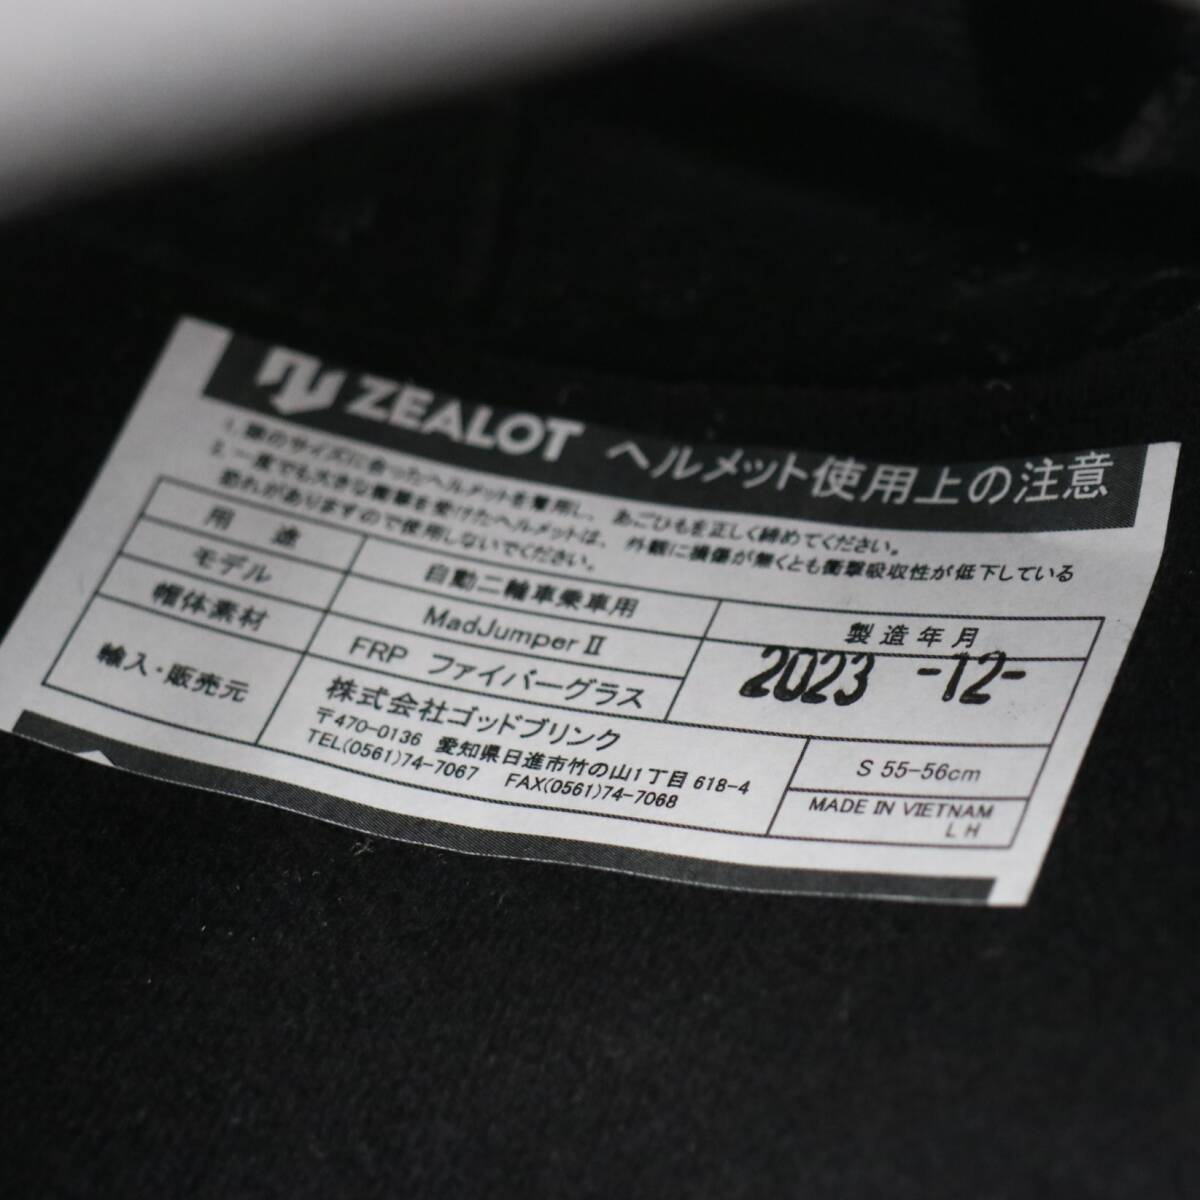 ZEALOT ヘルメット使用上の注意
1. 頭のサイズに合ったヘルメットを着用し、あごひもを正しく締めてください。
2. 一度でも大きな衝撃を受けたヘルメットは、外観に損傷が無くとも衝撃吸収性が低下している
恐れがありますので使用しないでください。
用途 自動二輪車乗車用 製造年月
モデル MadJumper II 2023 -12-
帽体素材 FRP ファイバーグラス
輸入・販売元 株式会社ゴッドブリンク
〒470-0136 愛知県日進市竹の山1丁目 618-4
TEL(0561)74-7067 FAX(0561)74-7068
S 55-56cm
MADE IN VIETNAM
L H